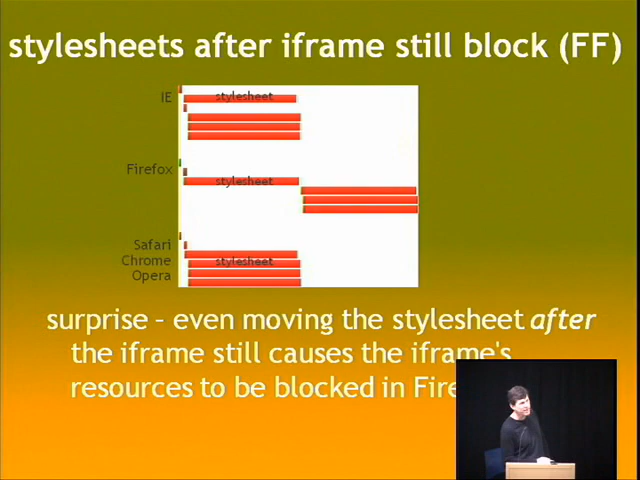 stylesheets after iframe still block (FF)
IE
stylesheet
Firefox
stylesheet
Safari
Chrome
stylesheet
Opera
surprise – even moving the stylesheet after
the iframe still causes the iframe's
resources to be blocked in